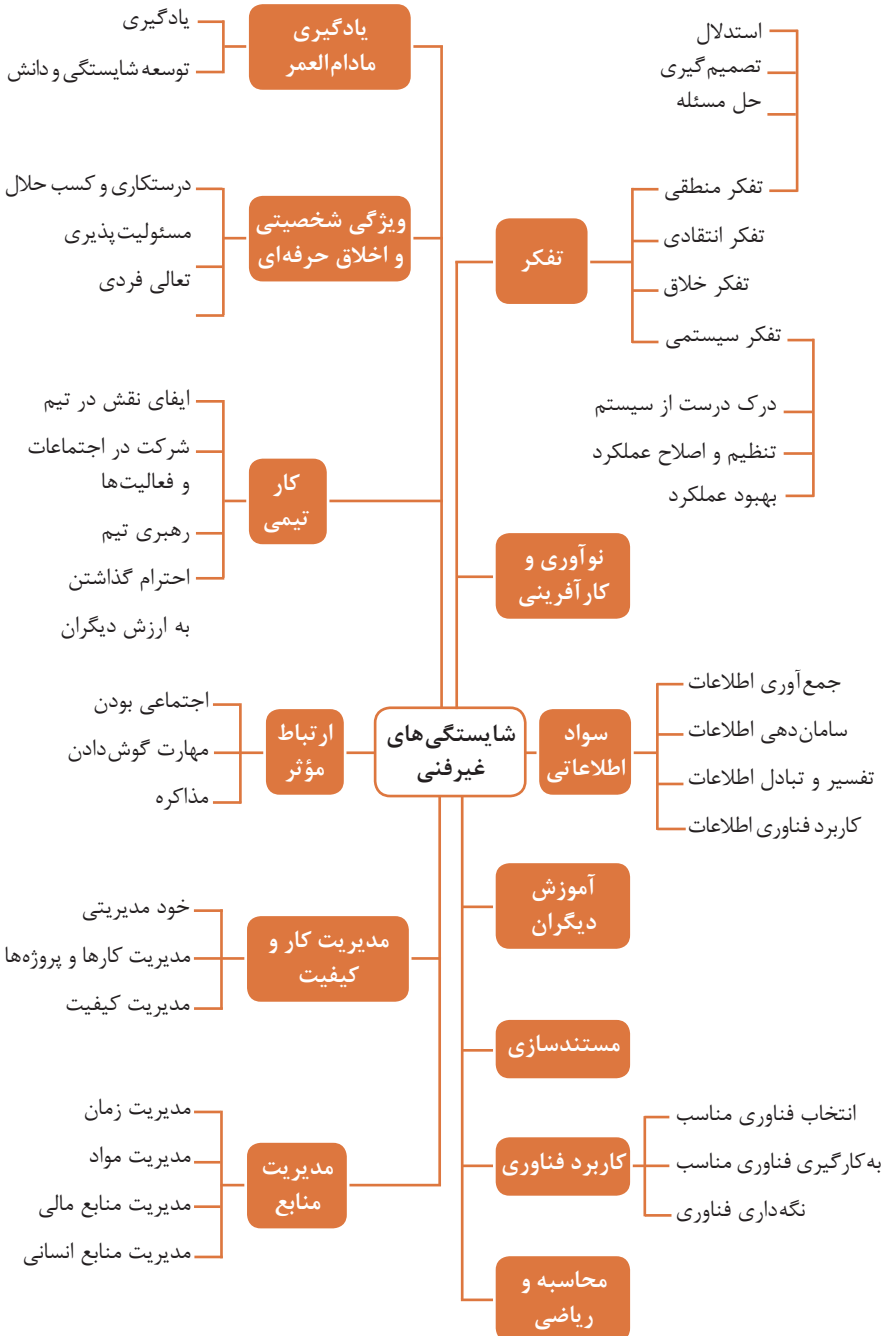 شایستگی‌های
غیرفنی
تفکر
استدلال
تصمیم‌گیری
حل مسئله
تفکر منطقی
تفکر انتقادی
تفکر خلاق
تفکر سیستمی
درک درست از سیستم
تنظیم و اصلاح عملکرد
بهبود عملکرد
نوآوری و
کارآفرینی
سواد
اطلاعاتی
جمع‌آوری اطلاعات
سامان‌دهی اطلاعات
تفسیر و تبادل اطلاعات
کاربرد فناوری اطلاعات
آموزش
دیگران
مستندسازی
کاربرد فناوری
انتخاب فناوری مناسب
به‌کارگیری فناوری مناسب
نگه‌داری فناوری
محاسبه و
ریاضی
یادگیری
مادام‌العمر
یادگیری
توسعه شایستگی و دانش
ویژگی شخصیتی
و اخلاق حرفه‌ای
درستکاری و کسب حلال
مسئولیت‌پذیری
تعالی فردی
کار
تیمی
ایفای نقش در تیم
شرکت در اجتماعات
و فعالیت‌ها
رهبری تیم
احترام گذاشتن
به ارزش دیگران
ارتباط
مؤثر
اجتماعی بودن
مهارت گوش‌دادن
مذاکره
مدیریت کار و
کیفیت
خود مدیریتی
مدیریت کارها و پروژه‌ها
مدیریت کیفیت
مدیریت
منابع
مدیریت زمان
مدیریت مواد
مدیریت منابع مالی
مدیریت منابع انسانی